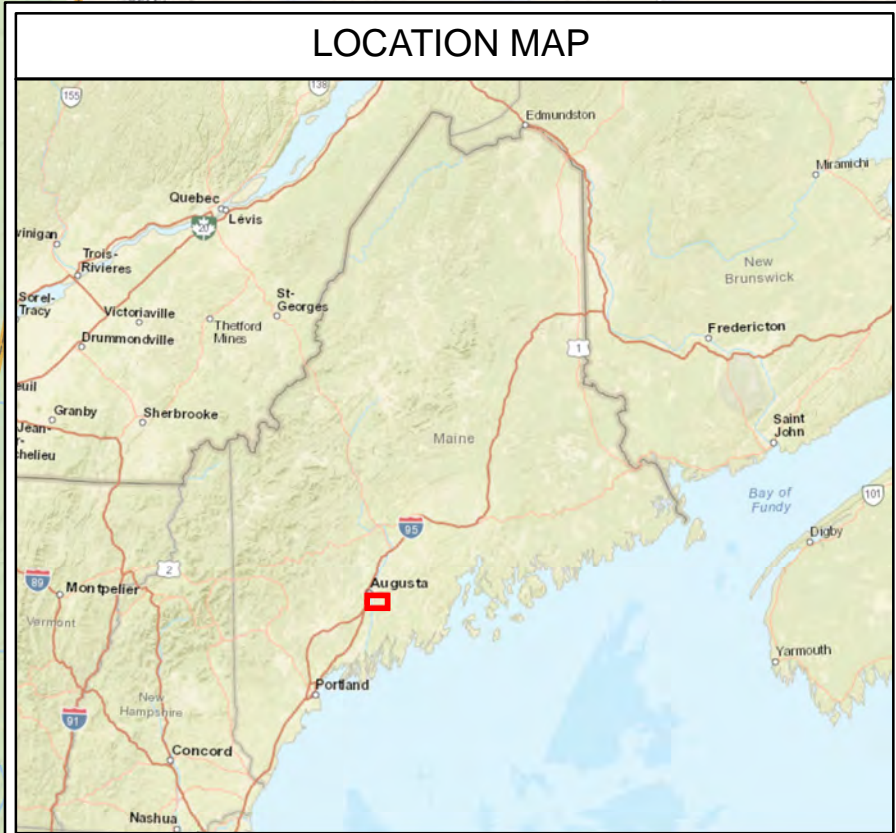 LOCATION MAP
155
138
Edmundston
Miramichi
Quebec
Lévis
20
vinigan
Trois-
Rivieres
New
Brunswick
Sorel-
Tracy
Victoriaville
St-
Georges
Thetford
Mines
Drummondville
Fredericton
1
euil
Granby
Sherbrooke
Saint
John
Jean-
r-
chelieu
Maine
Bay of
Fundy
101
95
Digby
2
89
Montpelier
Augusta
Vermont
Yarmouth
Portland
New
Hampshire
91
Concord
Nashua